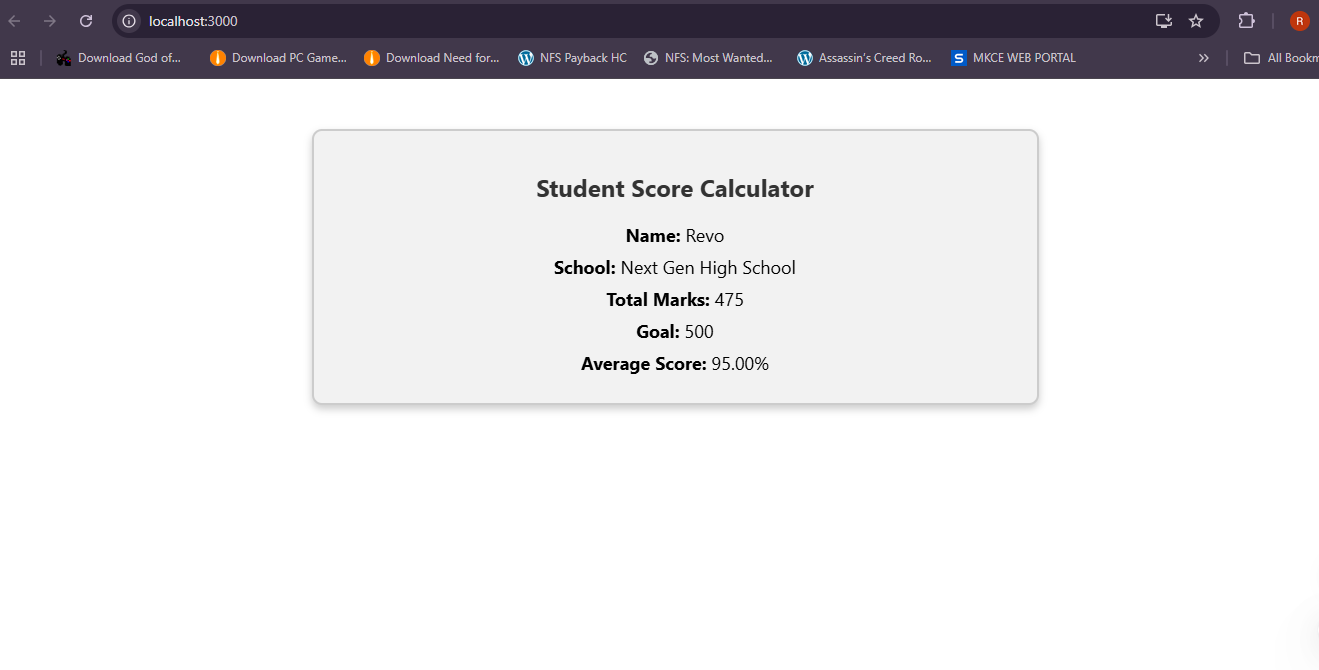 localhost:3000
R
Download God of...
Download PC Game...
Download Need for...
NFS Payback HC
NFS: Most Wanted...
Assassin's Creed Ro...
S MKCE WEB PORTAL
All Bookm
Student Score Calculator
Name: Revo
School: Next Gen High School
Total Marks: 475
Goal: 500
Average Score: 95.00%